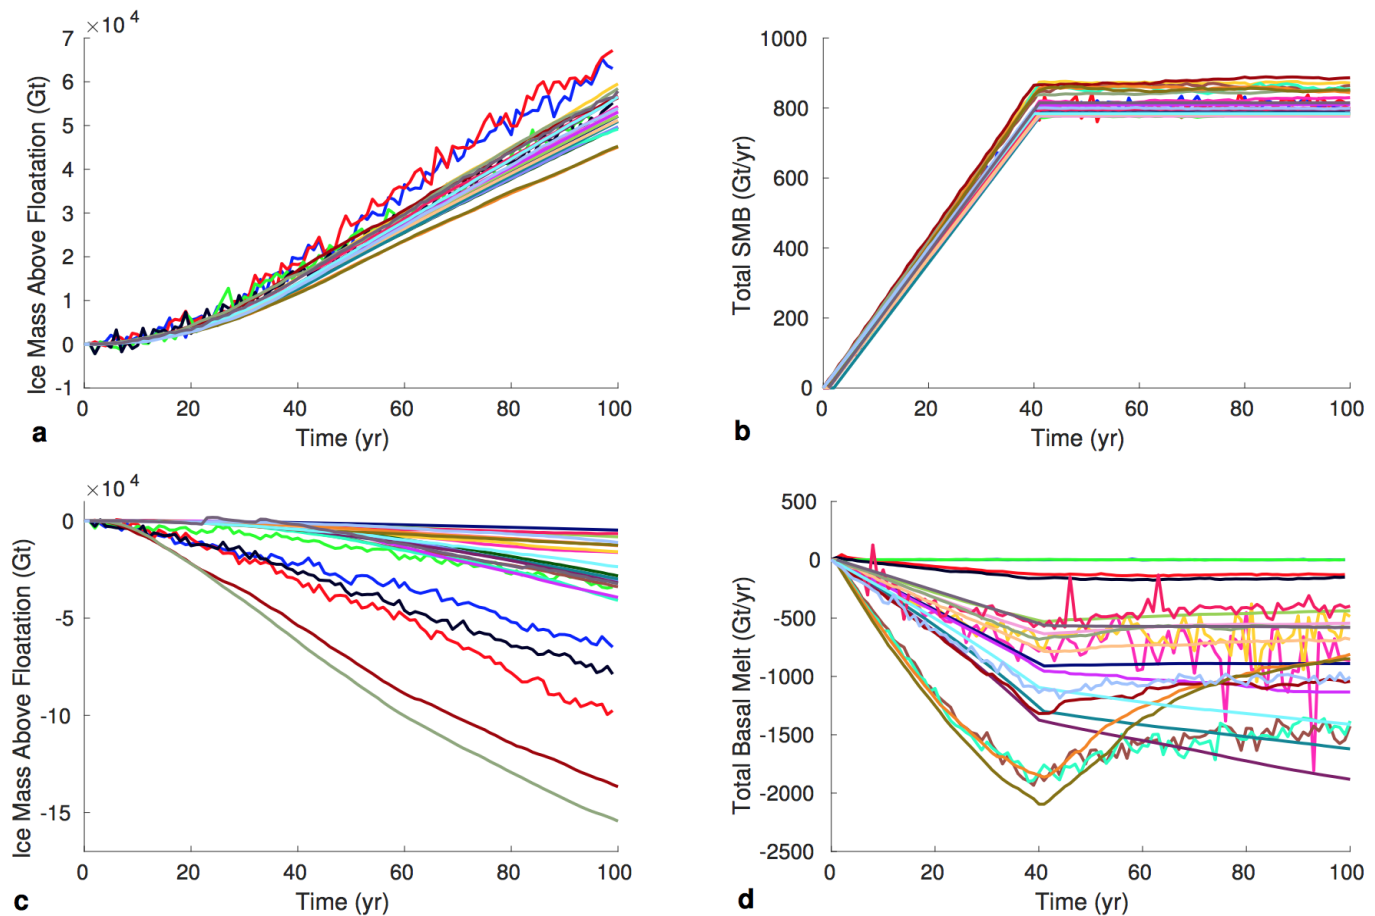 ×10 4
7
6
5
4
3
2
1
0
-1
Ice Mass Above Floatation (Gt)
0 20 40 60 80 100
Time (yr)
a
1000
800
600
400
200
0
Total SMB (Gt/yr)
0 20 40 60 80 100
Time (yr)
b
×10 4
0
-5
-10
-15
Ice Mass Above Floatation (Gt)
0 20 40 60 80 100
Time (yr)
c
500
0
-500
-1000
-1500
-2000
-2500
Total Basal Melt (Gt/yr)
0 20 40 60 80 100
Time (yr)
d